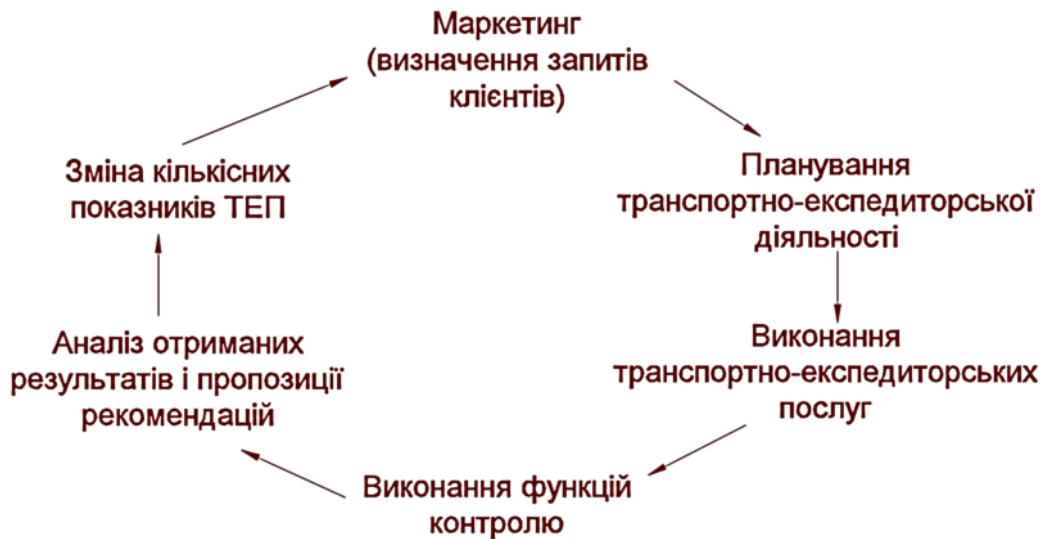 Маркетинг
(визначення запитів
клієнтів)
Планування
транспортно-експедиторської
діяльності
Виконання
транспортно-експедиторських
послуг
Виконання функцій
контролю
Аналіз отриманих
результатів і пропозиції
рекомендацій
Зміна кількісних
показників ТЕП